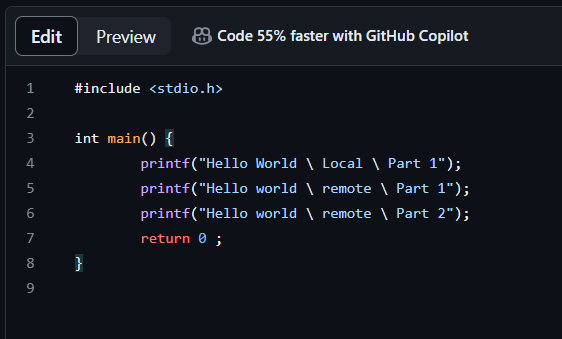 Edit Preview Code 55% faster with GitHub Copilot
1 #include <stdio.h>
2
3 int main() {
4 printf("Hello World \ Local \ Part 1");
5 printf("Hello world \ remote \ Part 1");
6 printf("Hello world \ remote \ Part 2");
7 return 0 ;
8 }
9